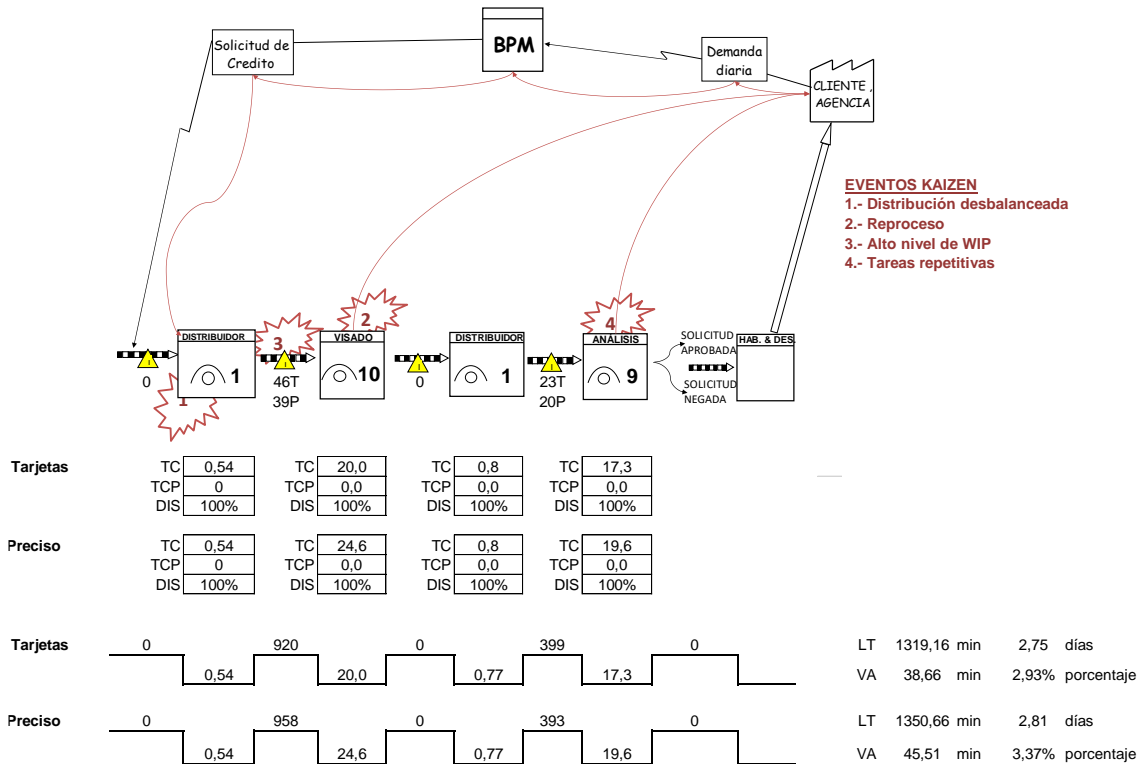 Solicitud de
Credito
BPM
Demanda
diaria
CLIENTE ,
AGENCIA
EVENTOS KAIZEN
1.- Distribución desbalanceada
2.- Reproceso
3.- Alto nivel de WIP
4.- Tareas repetitivas
DISTRIBUIDOR
1
VISADO
10
DISTRIBUIDOR
1
ANÁLISIS
9
SOLICITUD
APROBADA
SOLICITUD
NEGADA
HAB. & DES.
1
3
2
4
0
46T
39P
0
23T
20P
Tarjetas TC 0,54 TC 20,0 TC 0,8 TC 17,3
TCP 0 TCP 0,0 TCP 0,0 TCP 0,0
DIS 100% DIS 100% DIS 100% DIS 100%
Preciso TC 0,54 TC 24,6 TC 0,8 TC 19,6
TCP 0 TCP 0,0 TCP 0,0 TCP 0,0
DIS 100% DIS 100% DIS 100% DIS 100%
Tarjetas 0 920 0 399 0 LT 1319,16 min 2,75 días
0,54 20,0 0,77 17,3 VA 38,66 min 2,93% porcentaje
Preciso 0 958 0 393 0 LT 1350,66 min 2,81 días
0,54 24,6 0,77 19,6 VA 45,51 min 3,37% porcentaje